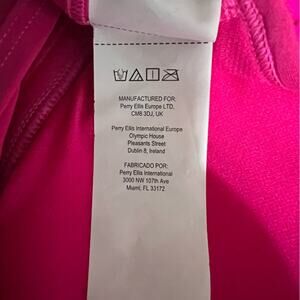 MANUFACTURED FOR:
Perry Ellis Europe LTD.
CM8 3DJ, UK
Perry Ellis International Europe
Olympic House
Pleasants Street
Dublin 8, Ireland
FABRICADO POR:
Perry Ellis International
3000 NW 107th Ave
Miami, FL 33172